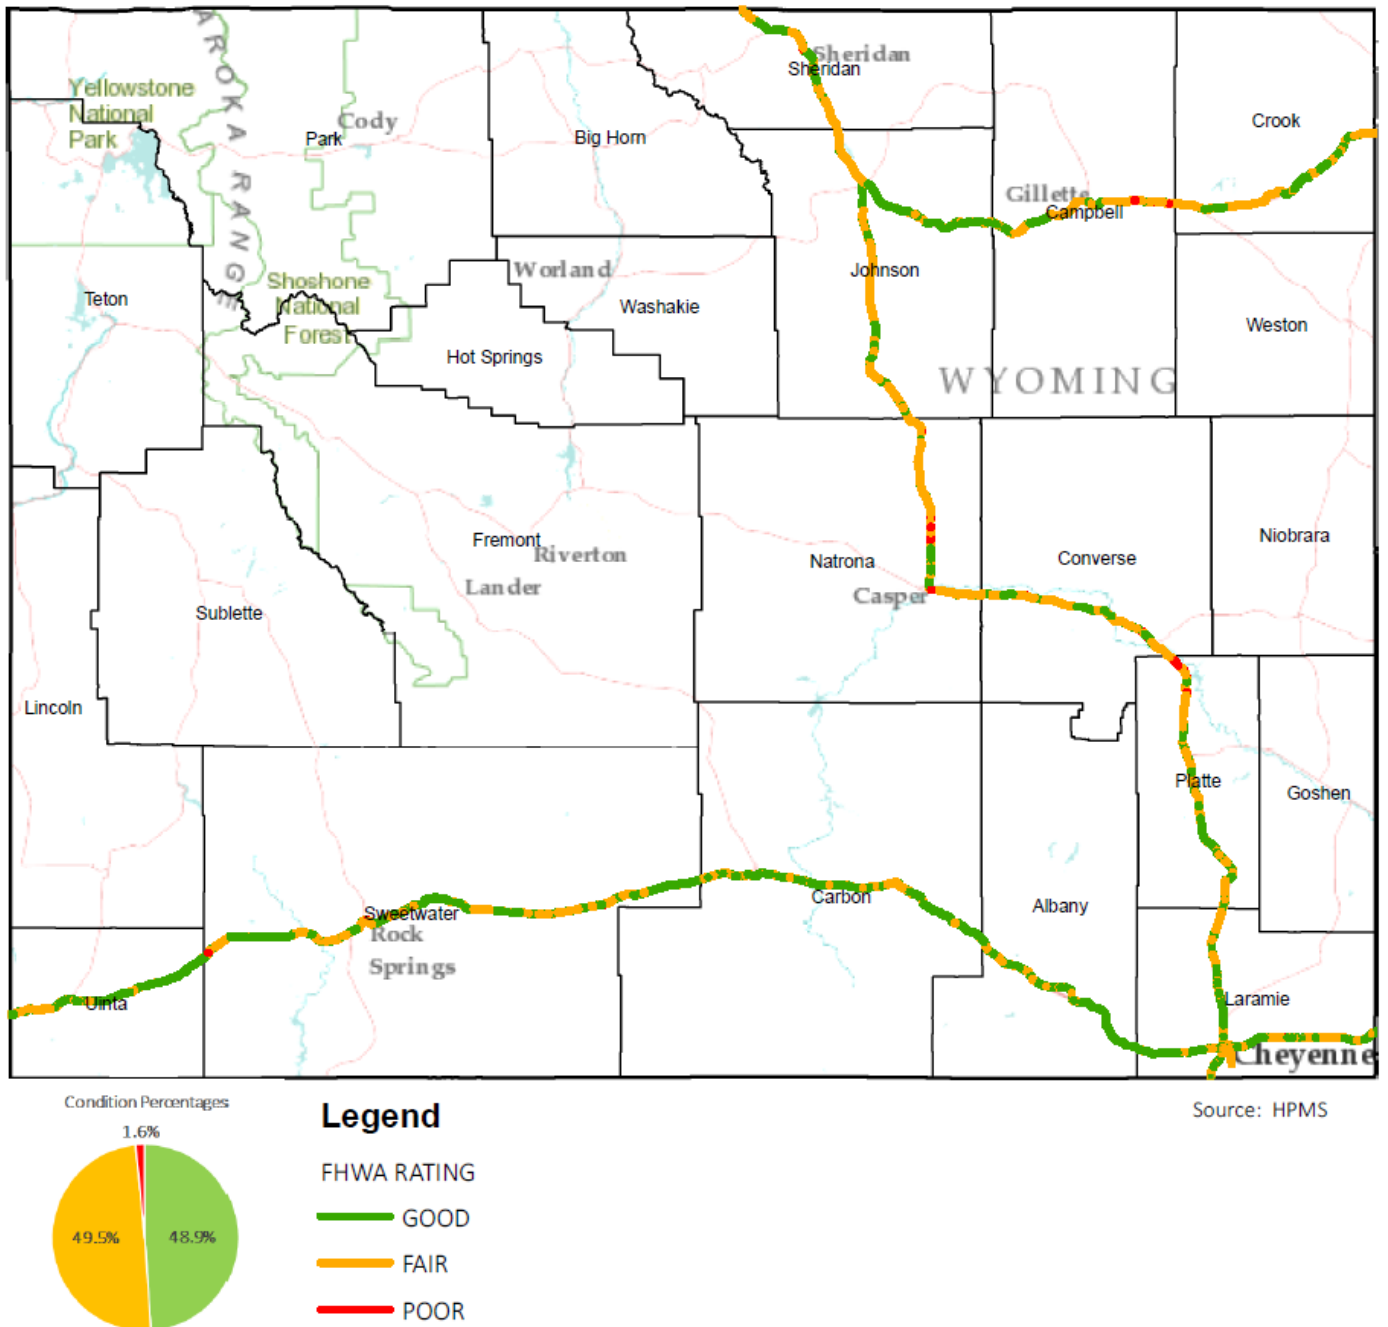 Sheridan
Sheridan
Yellowstone
National
Park
AROKA RANGE
Cody
Park
Big Horn
Crook
Gillette
Campbell
Worland
Johnson
Shoshone
National
Forest
Teton
Washakie
Weston
Hot Springs
WYOMING
Fremont
Riverton
Lander
Natrona
Casper
Converse
Niobrara
Sublette
Lincoln
Platte
Goshen
Sweetwater
Rock
Springs
Carbon
Albany
Uinta
Laramie
Cheyenne
Condition Percentages
1.6%
49.5%
48.9%
Legend
FHWA RATING
GOOD
FAIR
POOR
Source: HPMS